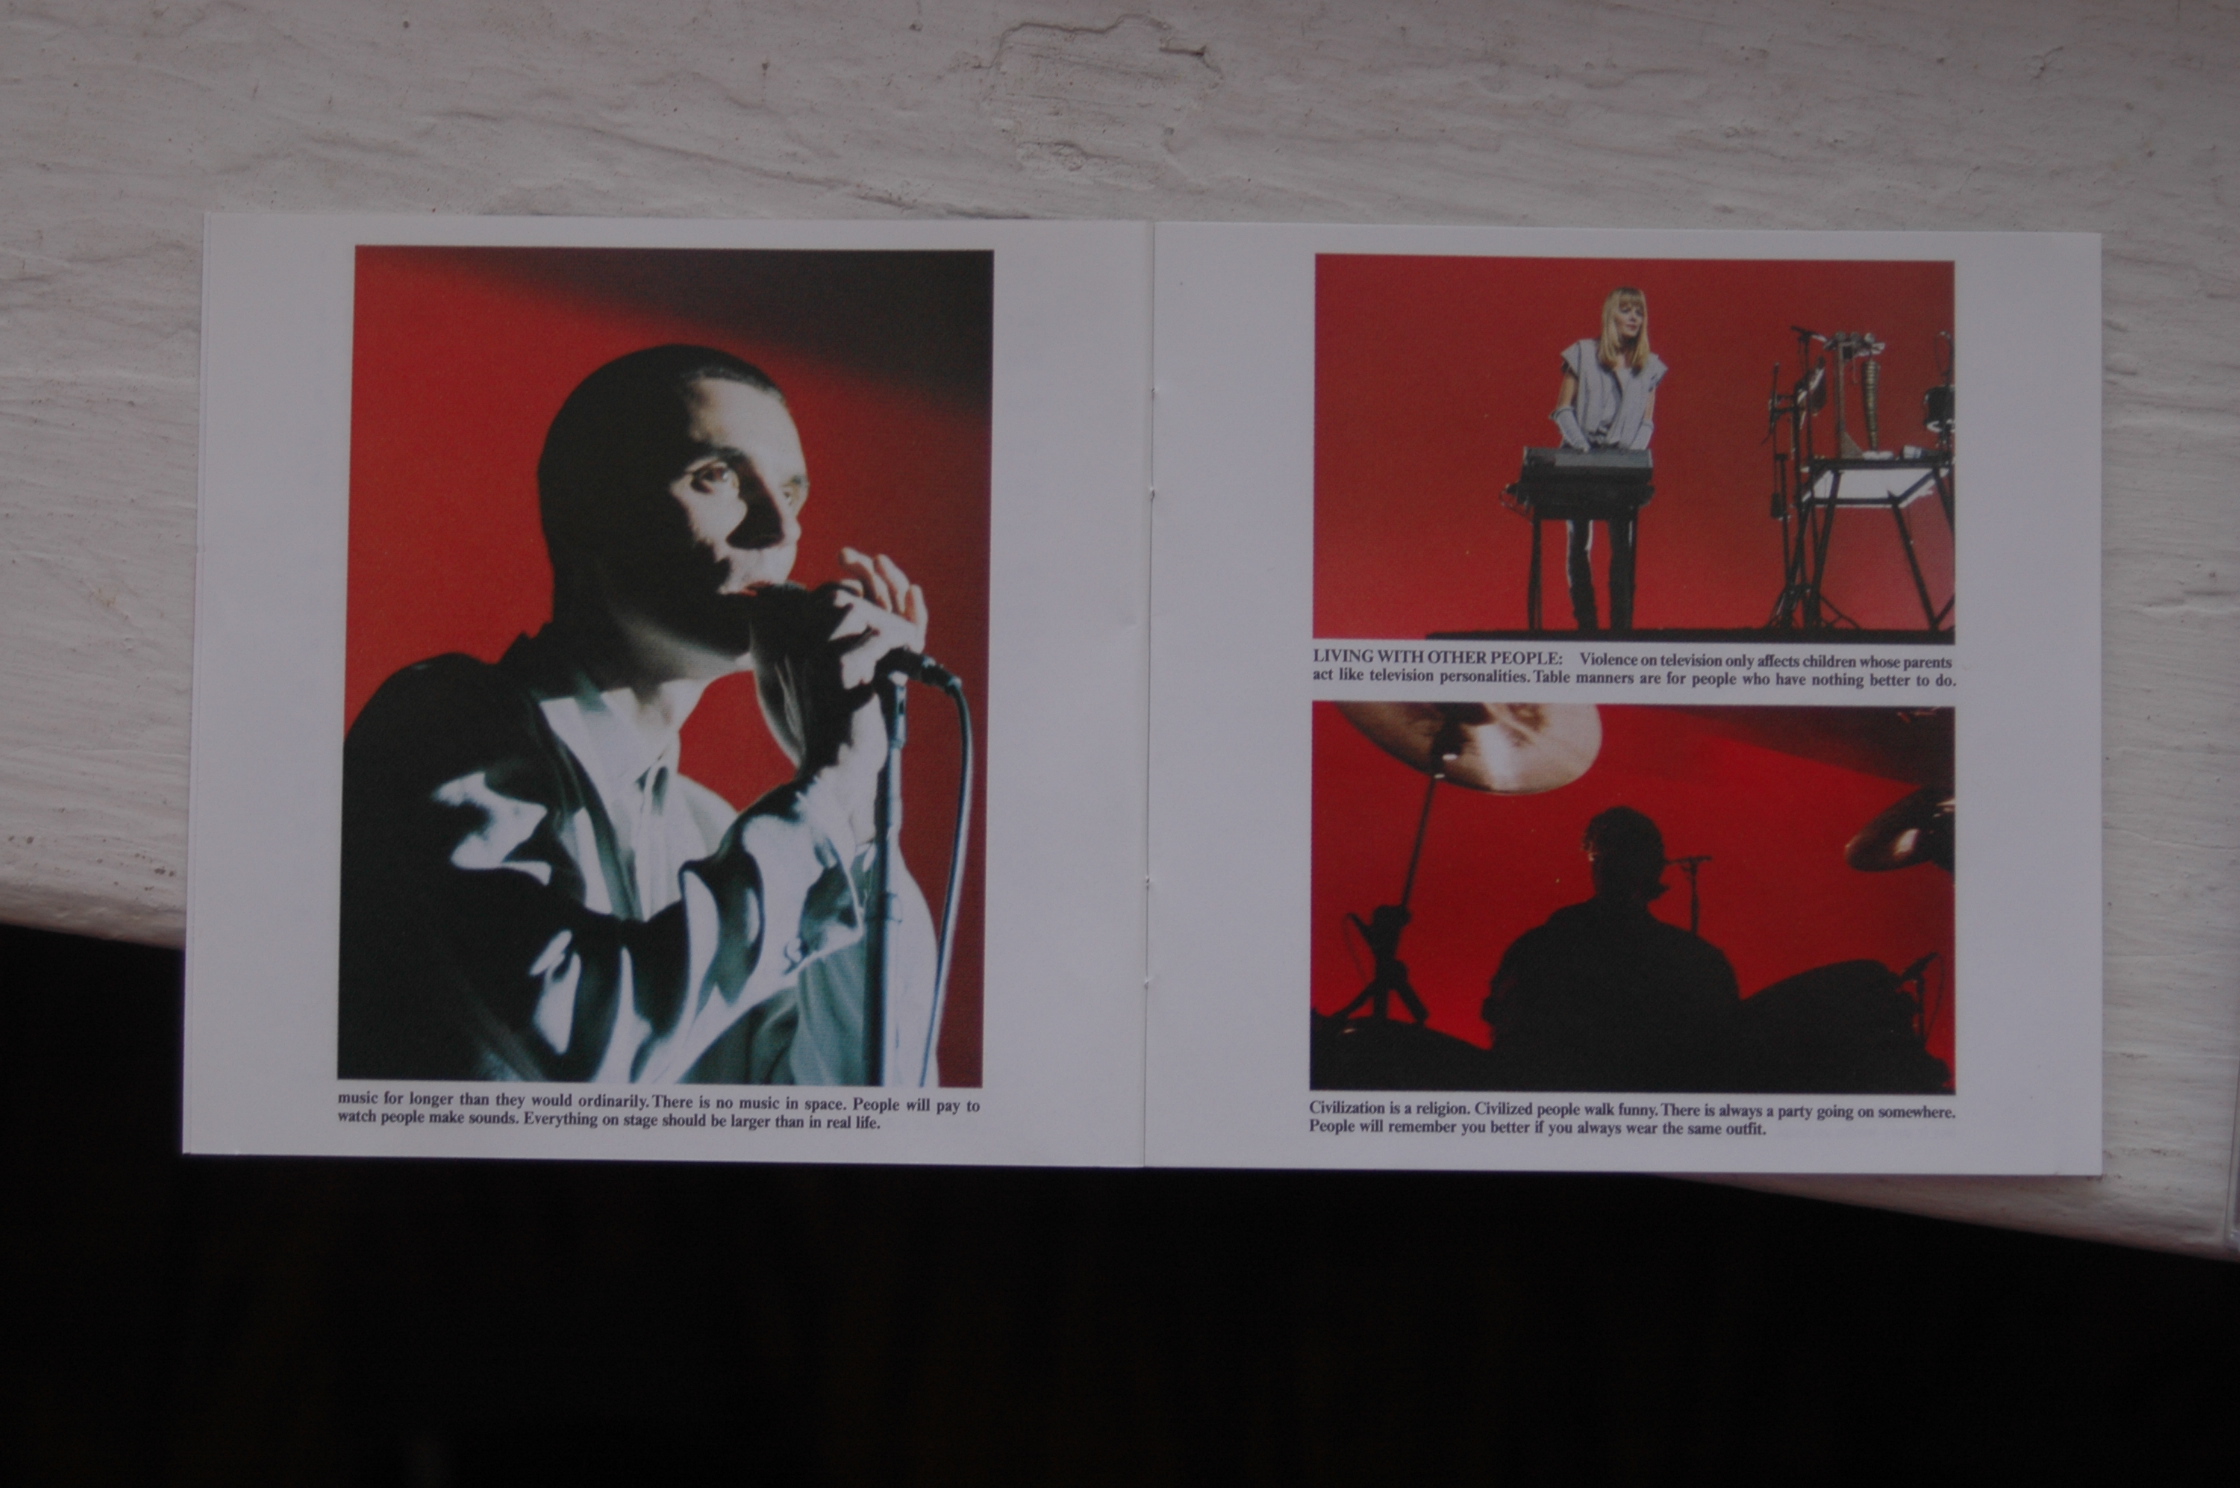 music for longer than they would ordinarily. There is no music in space. People will pay to
watch people make sounds. Everything on stage should be larger than in real life.
LIVING WITH OTHER PEOPLE: Violence on television only affects children whose parents
act like television personalities. Table manners are for people who have nothing better to do.
Civilization is a religion. Civilized people walk funny. There is always a party going on somewhere.
People will remember you better if you always wear the same outfit.